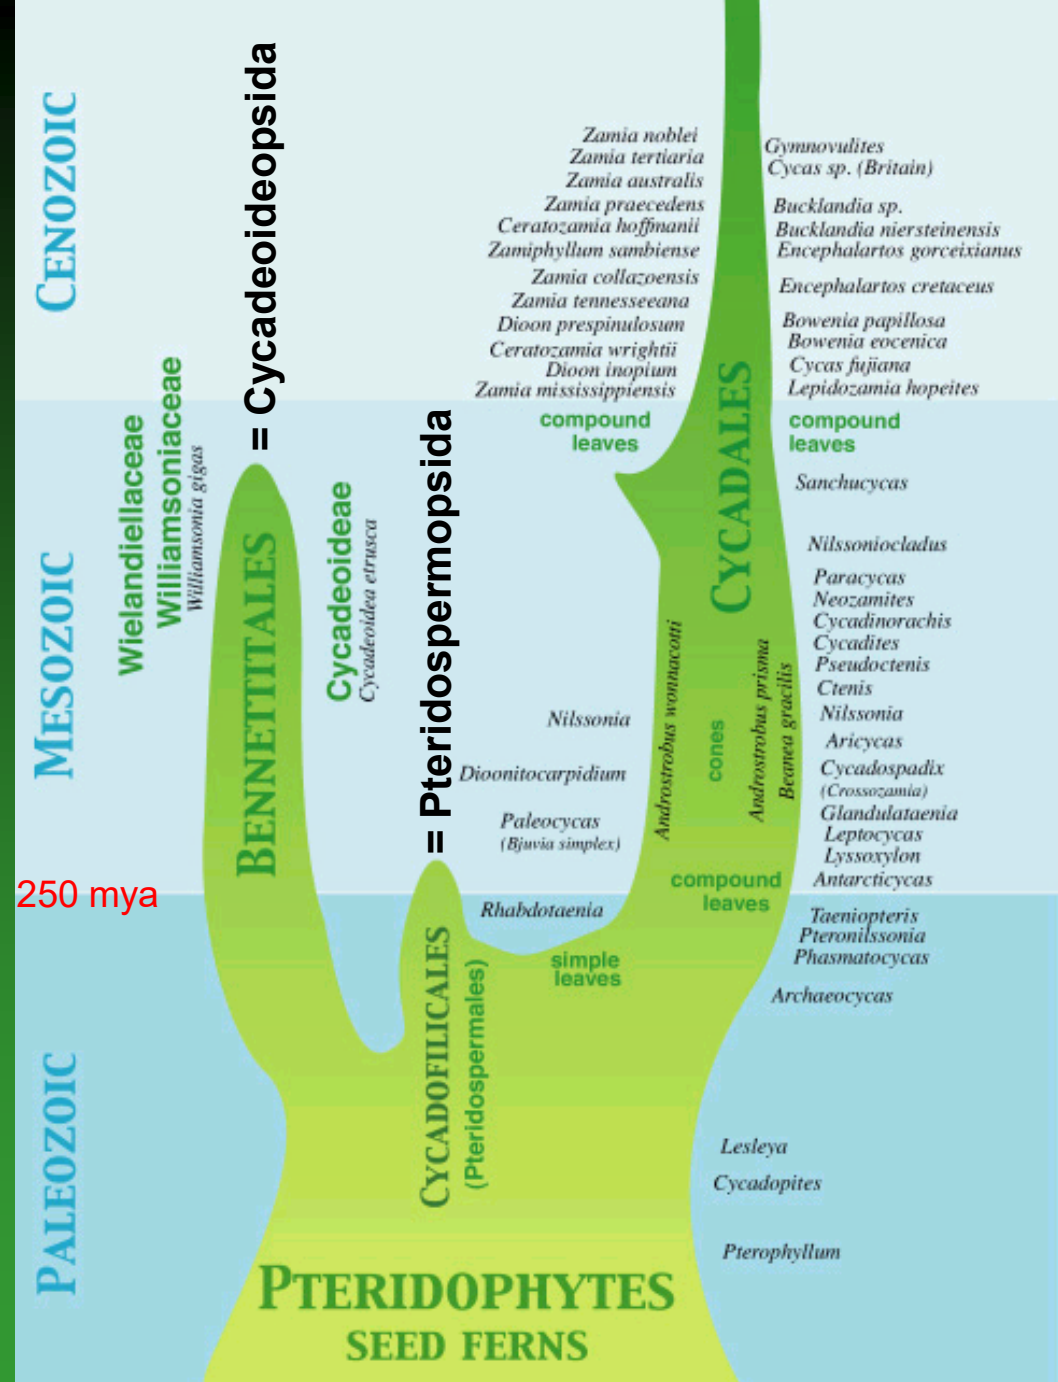 CENOZOIC
MESOZOIC
PALEOZOIC
250 mya
Wielandiellaceae
Williamsoniaceae
Williamsonia gigas
BENNETTITALES
= Cycadeoideopsida
Cycadeoideae
Cycadeoidea etrusca
= Pteridospermopsida
CYCADOFILICALES
(Pteridospermales)
Zamia noblei
Zamia tertiaria
Zamia australis
Zamia praecedens
Ceratozamia hoffmanii
Zamiphyllum sambiense
Zamia collazoensis
Zamia tennesseeana
Dioon prespinulosum
Ceratozamia wrightii
Dioon inopium
Zamia mississippiensis
compound
leaves
Nilssonia
Dioonitocarpidium
Paleocycas
(Bjuvia simplex)
Rhabdotaenia
simple
leaves
CYCADALES
Androstrobus wonnacotti
cones
Androstrobus prisma
Beanea gracilis
compound
leaves
Gymnovulites
Cycas sp. (Britain)
Bucklandia sp.
Bucklandia niersteinensis
Encephalartos gorceixianus
Encephalartos cretaceus
Bowenia papillosa
Bowenia eocenica
Cycas fujiana
Lepidozamia hopeites
compound
leaves
Sanchucycas
Nilssoniocladus
Paracycas
Neozamites
Cycadinorachis
Cycadites
Pseudoctenis
Ctenis
Nilssonia
Aricycas
Cycadospadix
(Crossozamia)
Glandulataenia
Leptocycas
Lyssoxylon
Antarcticycas
Taeniopteris
Pteronilssonia
Phasmatocycas
Archaeocycas
Lesleya
Cycadopites
Pterophyllum
PTERIDOPHYTES
SEED FERNS